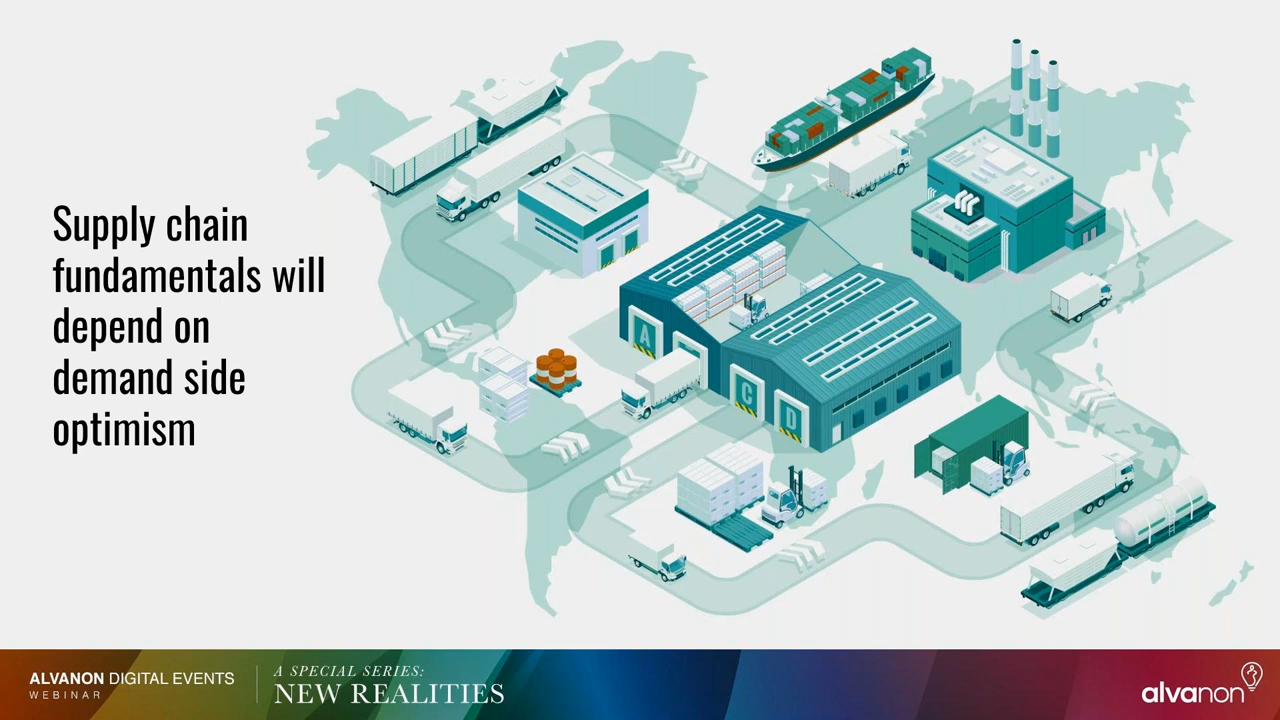 Supply chain
fundamentals will
depend on
demand side
optimism
A
C
D
ALVANON DIGITAL EVENTS
WEBINAR
A SPECIAL SERIES:
NEW REALITIES
alvanon